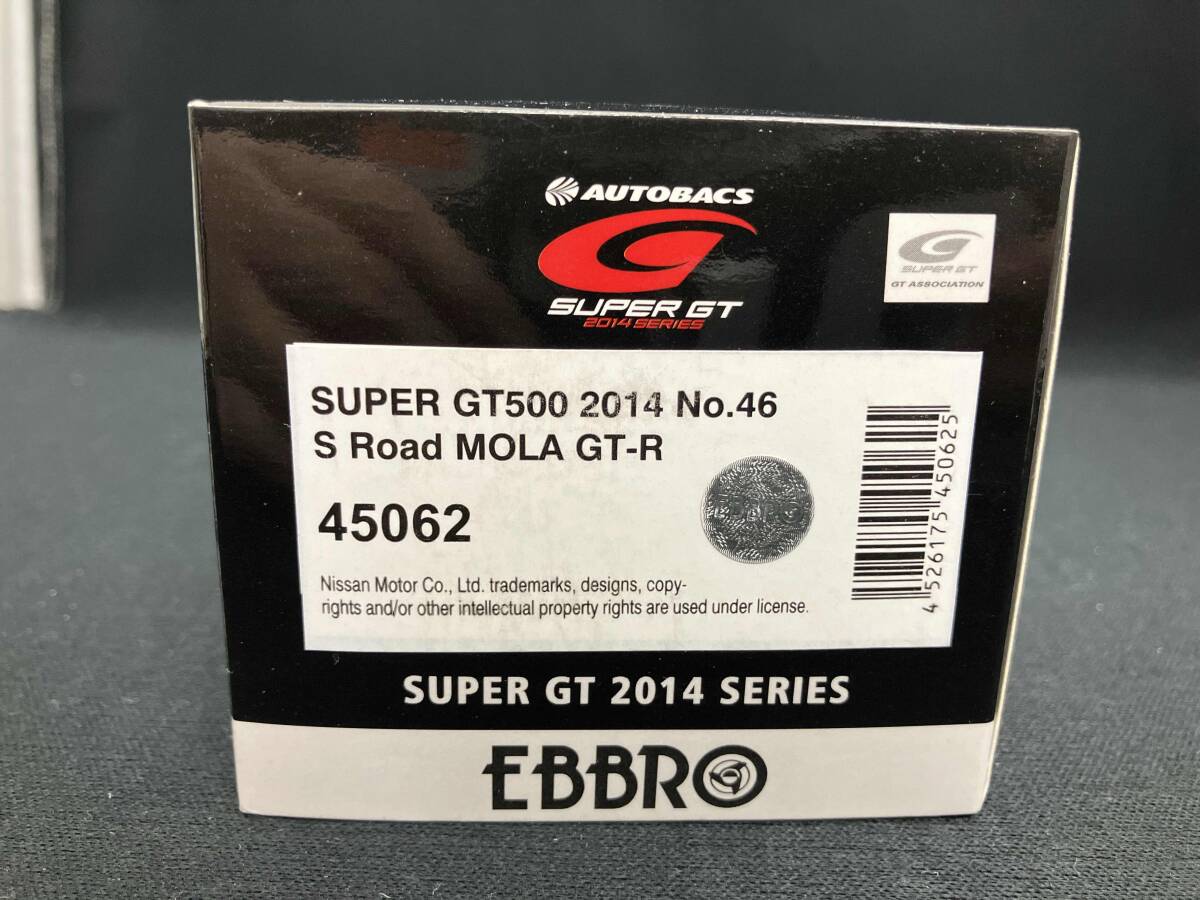 AUTOBACS
SUPER GT
2014 SERIES
SUPER GT
GT ASSOCIATION
SUPER GT500 2014 No.46
S Road MOLA GT-R
45062
EBBRO
4 526175 450625
Nissan Motor Co., Ltd. trademarks, designs, copy-
rights and/or other intellectual property rights are used under license.
SUPER GT 2014 SERIES
EBBRO